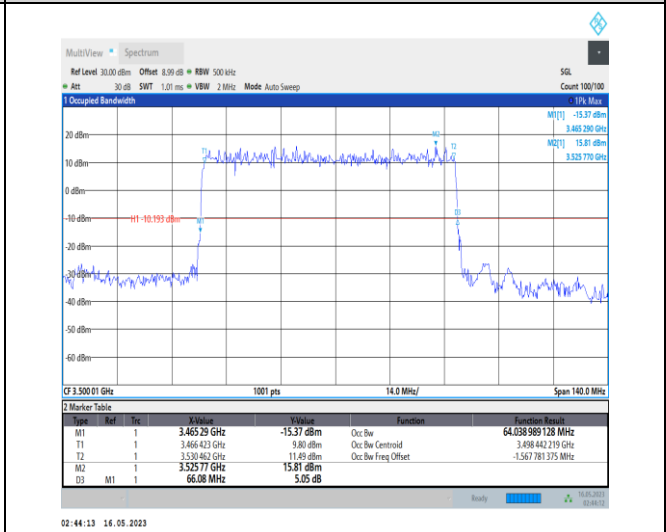 MultiView Spectrum
Ref Level 30.00 dBm Offset 8.99 dB RBW 500 kHz SGL
Att 30 dB SWT 1.01 ms VBW 2 MHz Mode Auto Sweep Count 100/100
1 Occupied Bandwidth 1Pk Max
M1[1] -15.37 dBm
3.465 290 GHz
M2[1] 15.81 dBm
3.525 770 GHz
20 dBm
M2
T1
T2
10 dBm
0 dBm
D3
-10 dBm H1 -10.193 dBm M1
-20 dBm
-30 dBm
-40 dBm
-50 dBm
-60 dBm
CF 3.500 01 GHz 1001 pts 14.0 MHz/ Span 140.0 MHz
2 Marker Table
Type Ref Trc X-Value Y-Value Function Function Result
M1 1 3.465 29 GHz -15.37 dBm Occ Bw 64.038 989 128 MHz
T1 1 3.466 423 GHz 9.80 dBm Occ Bw Centroid 3.498 442 219 GHz
T2 1 3.530 462 GHz 11.49 dBm Occ Bw Freq Offset -1.567 781 375 MHz
M2 1 3.525 77 GHz 15.81 dBm
D3 M1 1 66.08 MHz 5.05 dB
Ready 16.05.2023
02:44:12
02:44:13 16.05.2023